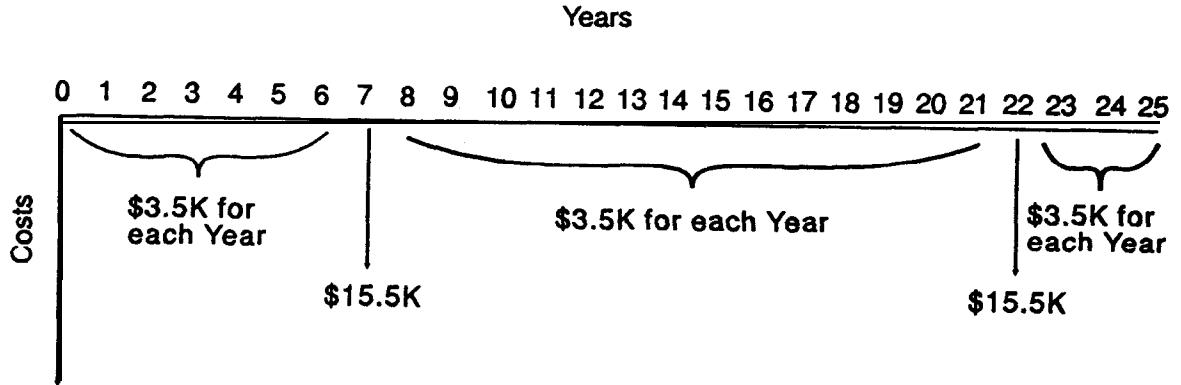 Years
0 1 2 3 4 5 6 7 8 9 10 11 12 13 14 15 16 17 18 19 20 21 22 23 24 25
Costs
$3.5K for
each Year
$15.5K
$3.5K for each Year
$15.5K
$3.5K for
each Year